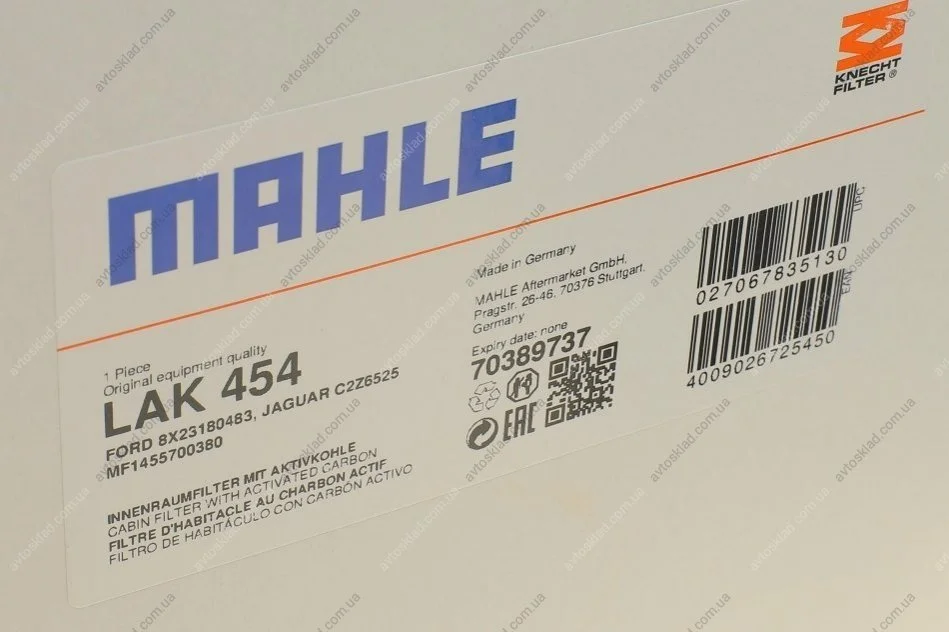 KNECHT
FILTER®
MAHLE
1 Piece
Original equipment quality
LAK 454
FORD 8X23180483, JAGUAR C2Z6525
MF1455700380
INNENRAUMFILTER MIT AKTIVKOHLE
CABIN FILTER WITH ACTIVATED CARBON
FILTRE D'HABITACLE AU CHARBON ACTIF
FILTRO DE HABITÁCULO CON CARBÓN ACTIVO
Made in Germany
MAHLE Aftermarket GmbH,
Pragstr. 26-46, 70376 Stuttgart,
Germany
Expiry date: none
70389737
EAC
UPC
027067835130
EAN
4009026725450
avtosklad.com.ua